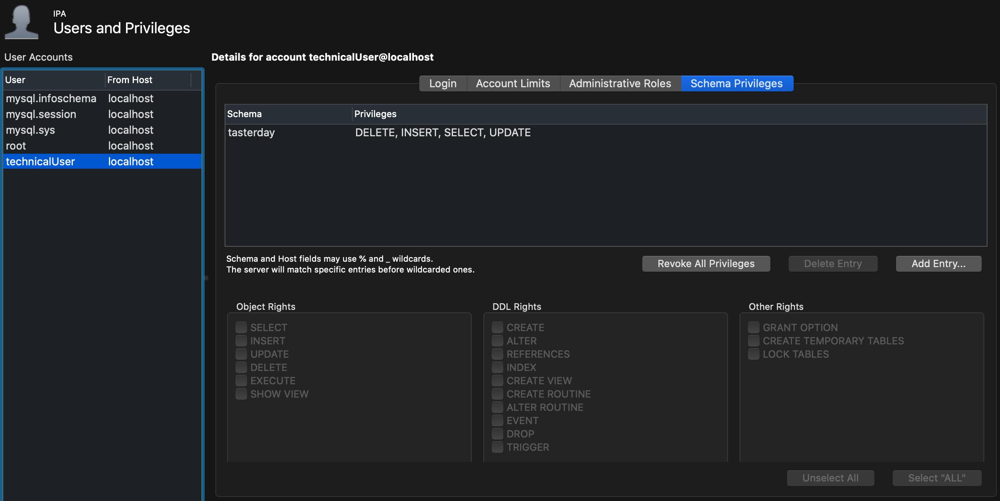 IPA
Users and Privileges
User Accounts
Details for account technicalUser@localhost
User From Host
mysql.infoschema localhost
mysql.session localhost
mysql.sys localhost
root localhost
technicalUser localhost
Login Account Limits Administrative Roles Schema Privileges
Schema Privileges
tasterday DELETE, INSERT, SELECT, UPDATE
Schema and Host fields may use % and _ wildcards.
The server will match specific entries before wildcarded ones.
Revoke All Privileges Delete Entry Add Entry...
Object Rights
SELECT
INSERT
UPDATE
DELETE
EXECUTE
SHOW VIEW
DDL Rights
CREATE
ALTER
REFERENCES
INDEX
CREATE VIEW
CREATE ROUTINE
ALTER ROUTINE
EVENT
DROP
TRIGGER
Other Rights
GRANT OPTION
CREATE TEMPORARY TABLES
LOCK TABLES
Unselect All Select "ALL"